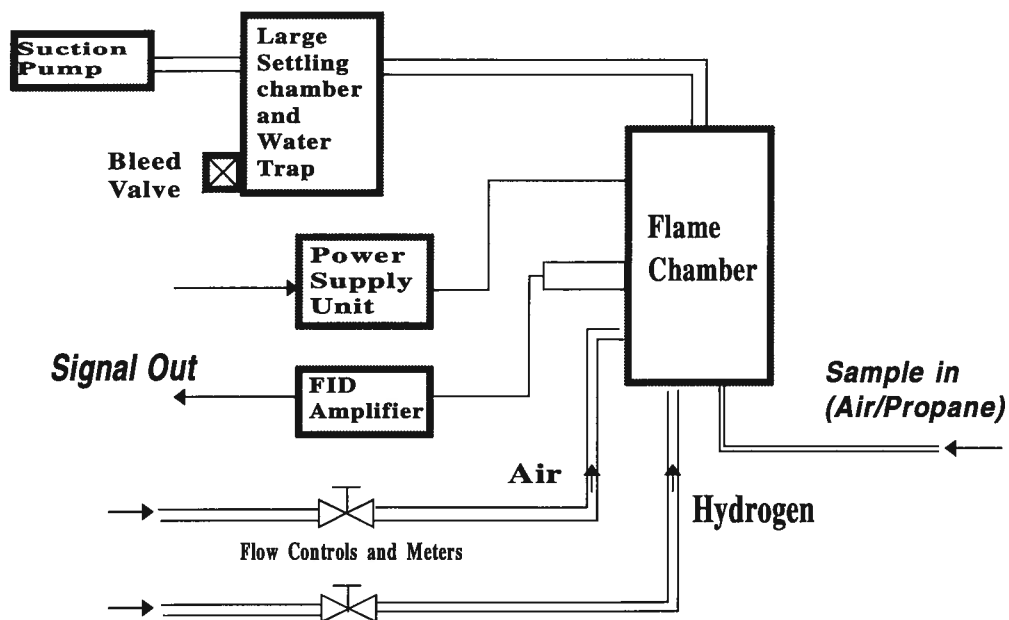 Suction
Pump
Large
Settling
chamber
and
Water
Trap
Bleed
Valve
Flame
Chamber
Power
Supply
Unit
Signal Out
FID
Amplifier
Sample in
(Air/Propane)
Air
Hydrogen
Flow Controls and Meters